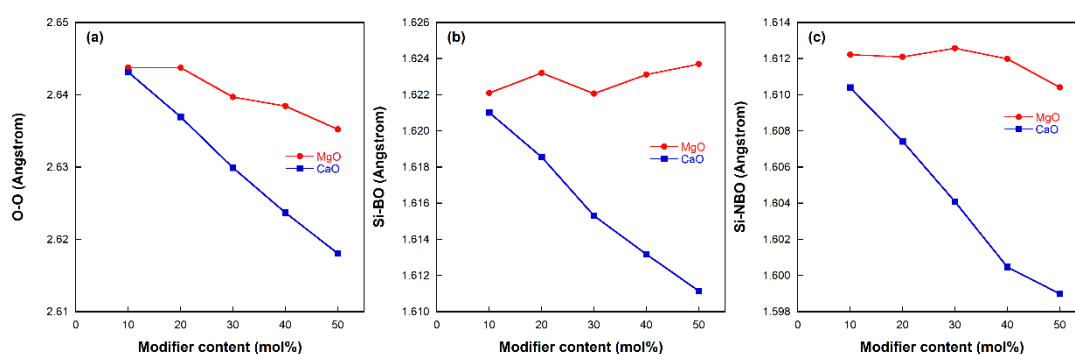 (a)
O-O (Angstrom)
2.65
2.64
2.63
2.62
2.61
MgO
CaO
0 10 20 30 40 50
Modifier content (mol%)
(b)
Si-BO (Angstrom)
1.626
1.624
1.622
1.620
1.618
1.616
1.614
1.612
1.610
MgO
CaO
0 10 20 30 40 50
Modifier content (mol%)
(c)
Si-NBO (Angstrom)
1.614
1.612
1.610
1.608
1.606
1.604
1.602
1.600
1.598
MgO
CaO
0 10 20 30 40 50
Modifier content (mol%)